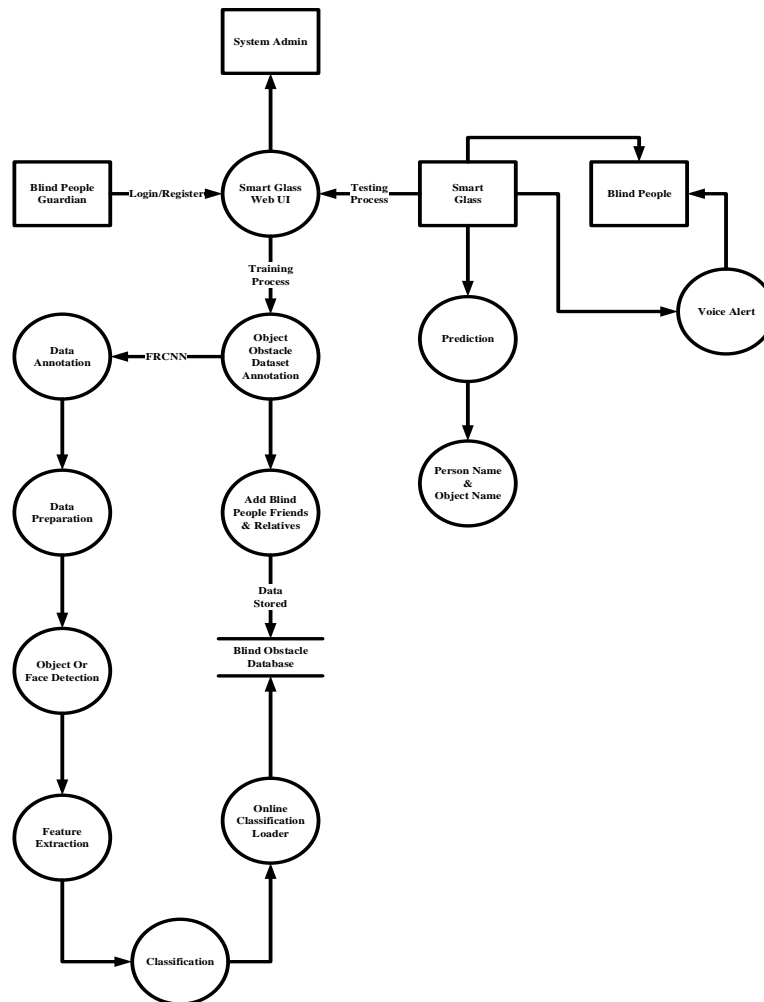 System Admin
Blind People
Guardian
Login/Register
Smart Glass
Web UI
Testing
Process
Smart
Glass
Blind People
Voice Alert
Training
Process
Prediction
Data
Annotation
FRCNN
Object
Obstacle
Dataset
Annotation
Person Name
&
Object Name
Data
Preparation
Add Blind
People Friends
& Relatives
Data
Stored
Object Or
Face Detection
Blind Obstacle
Database
Feature
Extraction
Online
Classification
Loader
Classification